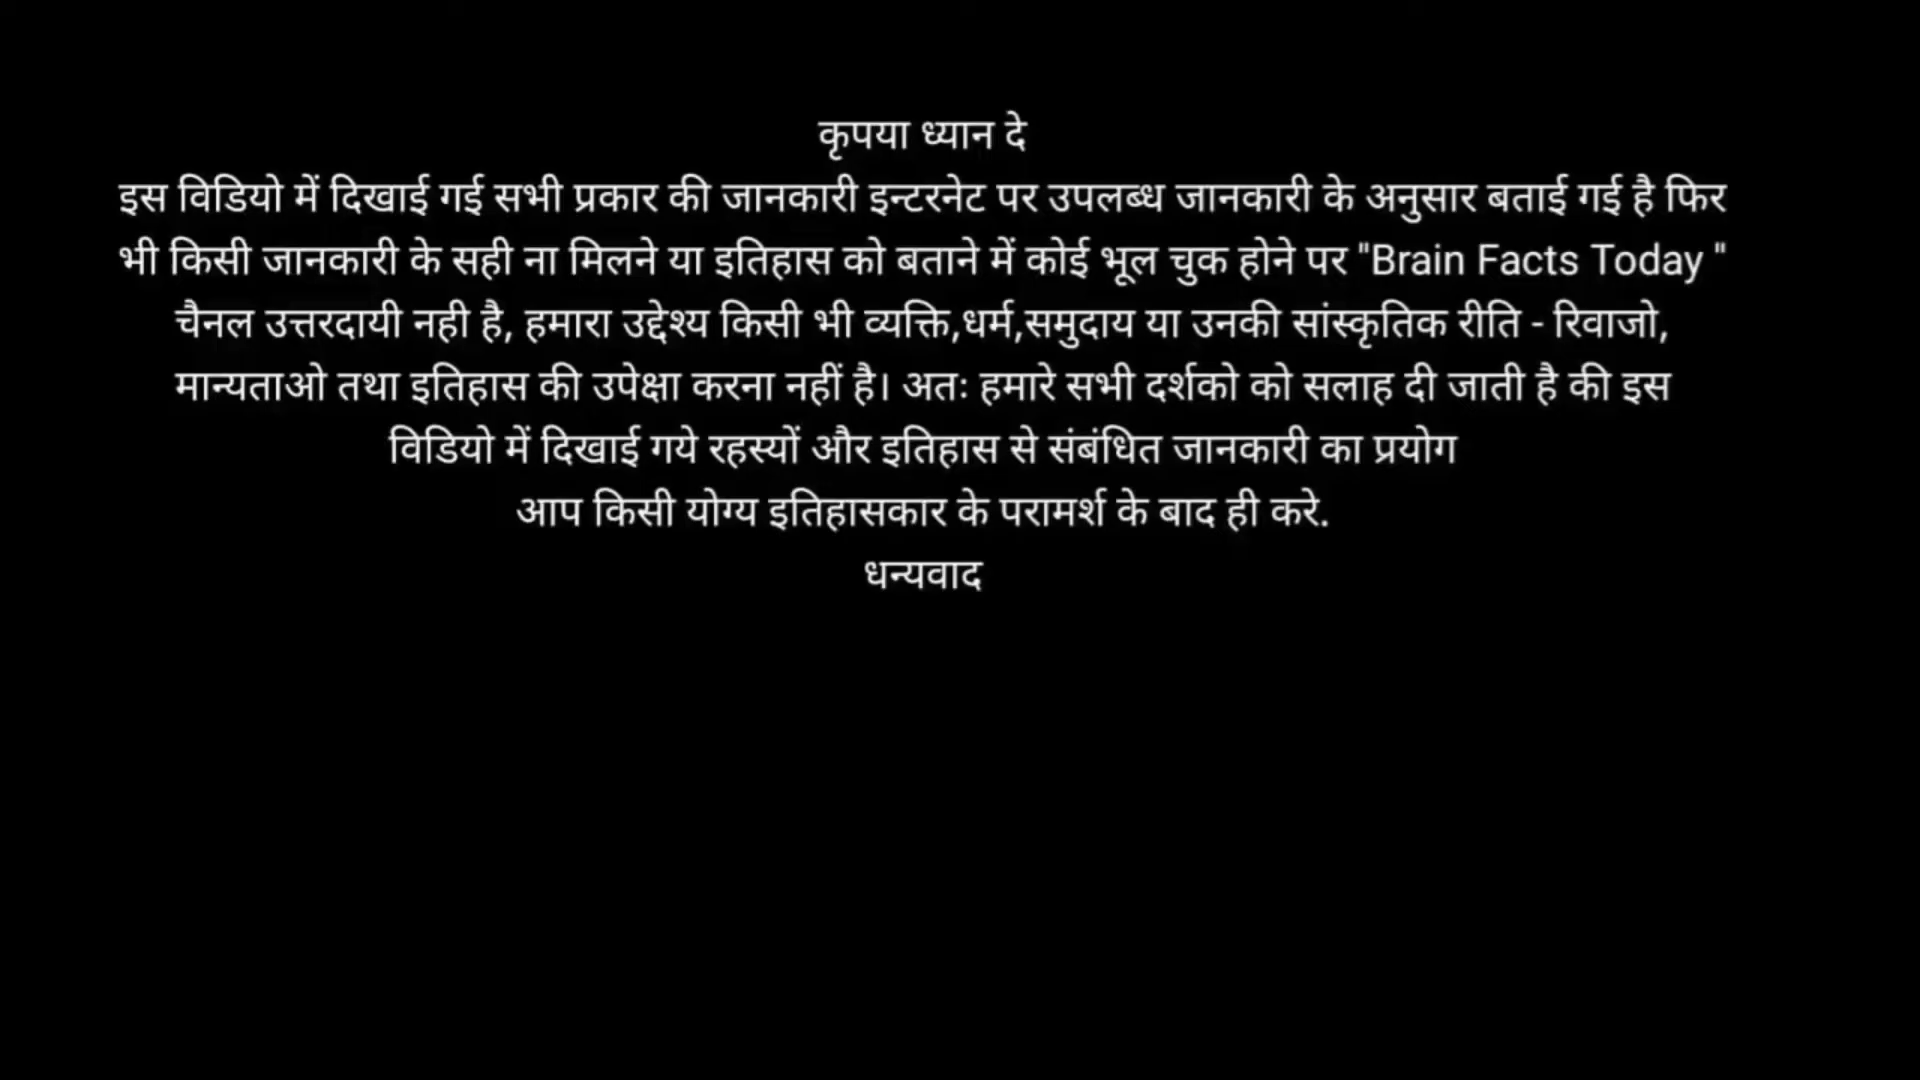 कृपया ध्यान दे
इस विडियो में दिखाई गई सभी प्रकार की जानकारी इन्टरनेट पर उपलब्ध जानकारी के अनुसार बताई गई है फिर
भी किसी जानकारी के सही ना मिलने या इतिहास को बताने में कोई भूल चुक होने पर "Brain Facts Today "
चैनल उत्तरदायी नही है, हमारा उद्देश्य किसी भी व्यक्ति,धर्म,समुदाय या उनकी सांस्कृतिक रीति - रिवाजो,
मान्यताओ तथा इतिहास की उपेक्षा करना नहीं है। अतः हमारे सभी दर्शको को सलाह दी जाती है की इस
विडियो में दिखाई गये रहस्यों और इतिहास से संबंधित जानकारी का प्रयोग
आप किसी योग्य इतिहासकार के परामर्श के बाद ही करे.
धन्यवाद